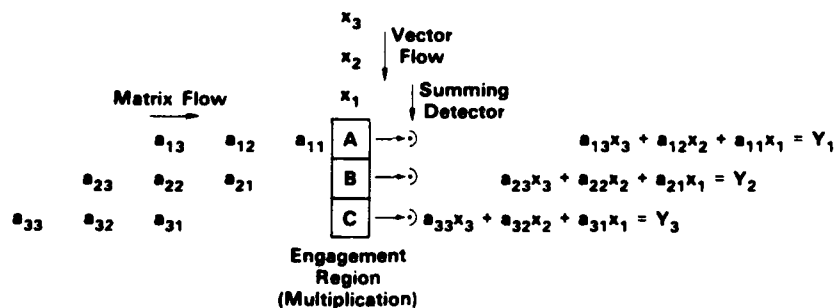 x₃
Vector
Flow
x₂
Matrix Flow
x₁
Summing
Detector
a₁₃ a₁₂ a₁₁ A a₁₃x₃ + a₁₂x₂ + a₁₁x₁ = Y₁
a₂₃ a₂₂ a₂₁ B a₂₃x₃ + a₂₂x₂ + a₂₁x₁ = Y₂
a₃₃ a₃₂ a₃₁ C a₃₃x₃ + a₃₂x₂ + a₃₁x₁ = Y₃
Engagement
Region
(Multiplication)